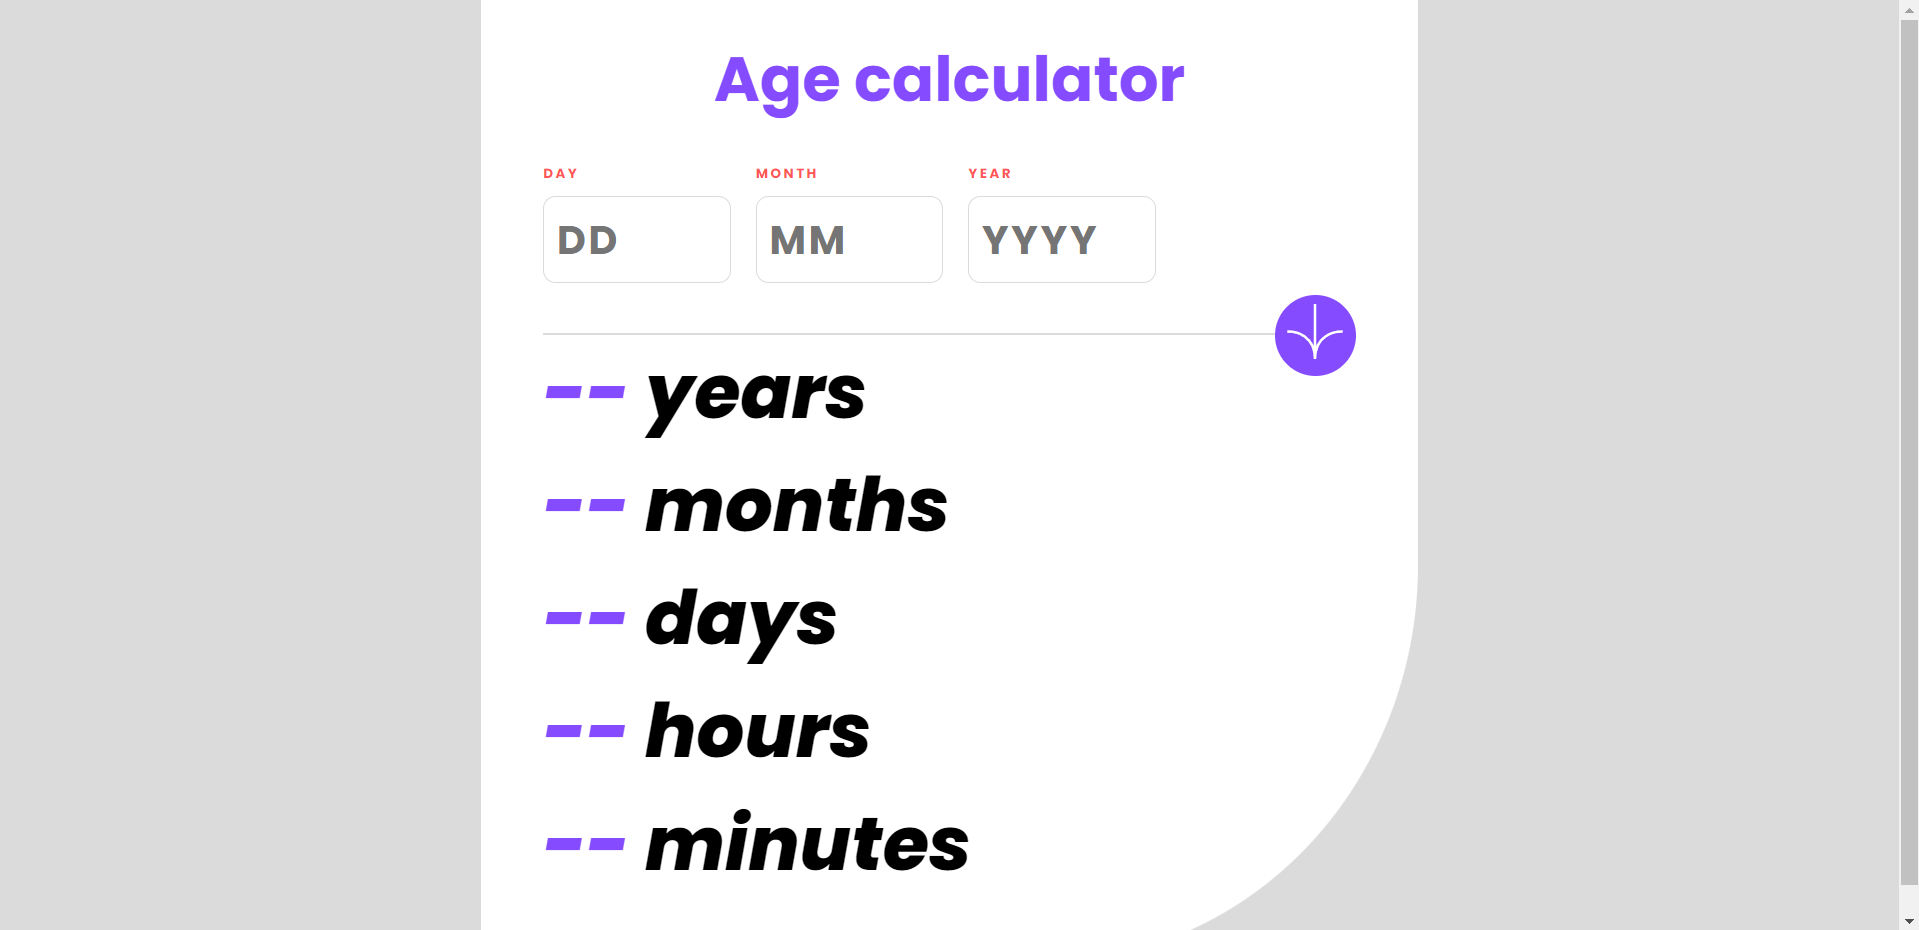 Age calculator
DAY MONTH YEAR
DD MM YYYY
-- years
-- months
-- days
-- hours
-- minutes